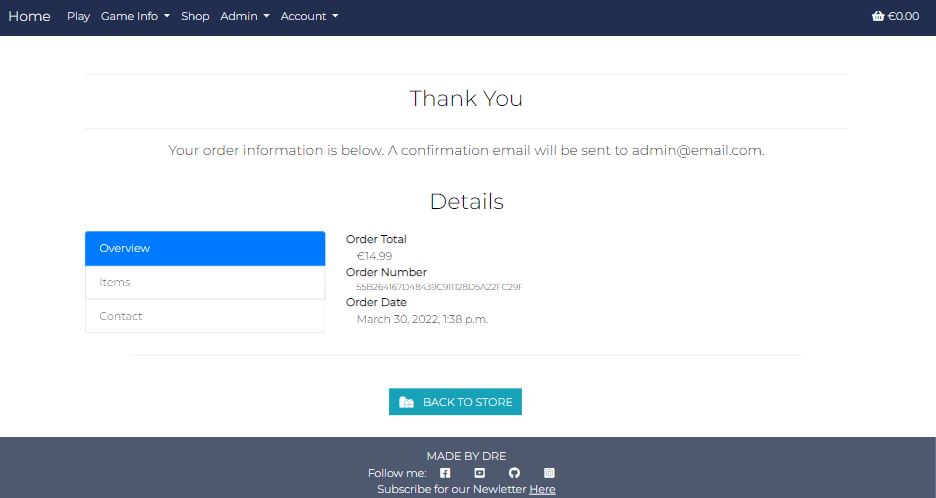 Home Play Game Info Shop Admin Account €0.00
Thank You
Your order information is below. A confirmation email will be sent to admin@email.com.
Details
Overview
Items
Contact
Order Total
€14.99
Order Number
55B264167D48439C911128D5A22FC29F
Order Date
March 30, 2022, 1:38 p.m.
BACK TO STORE
MADE BY DRE
Follow me:
Subscribe for our Newletter Here